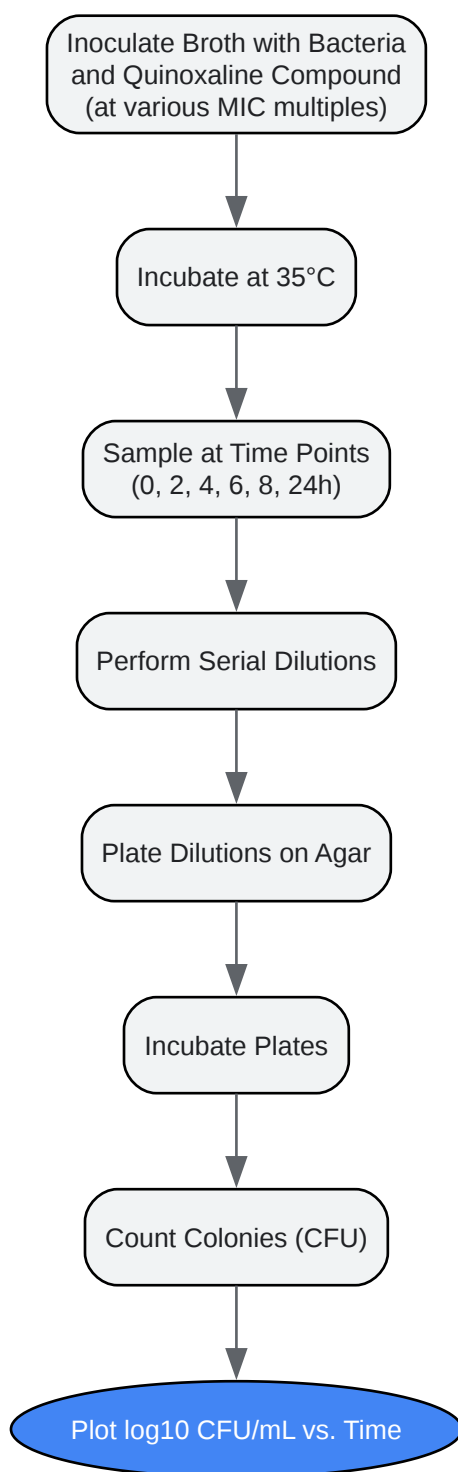 Inoculate Broth with Bacteria
and Quinoxaline Compound
(at various MIC multiples)
Incubate at 35°C
Sample at Time Points
(0, 2, 4, 6, 8, 24h)
Perform Serial Dilutions
Plate Dilutions on Agar
Incubate Plates
Count Colonies (CFU)
Plot log10 CFU/mL vs. Time